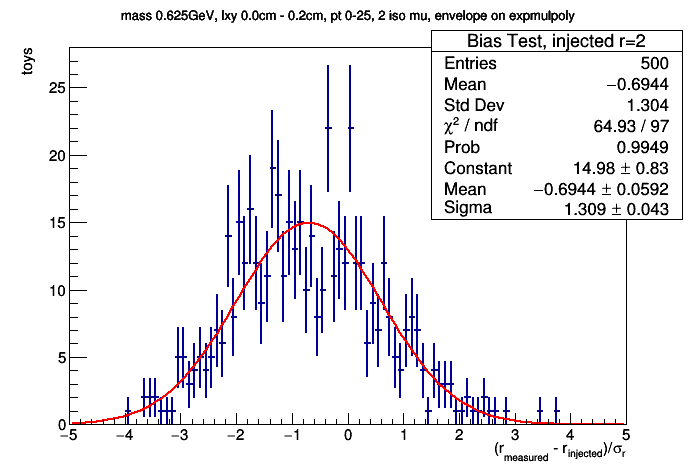 mass 0.625GeV, lxy 0.0cm - 0.2cm, pt 0-25, 2 iso mu, envelope on expmulpoly
Bias Test, injected r=2
Entries 500
Mean −0.6944
Std Dev 1.304
χ² / ndf 64.93 / 97
Prob 0.9949
Constant 14.98 ± 0.83
Mean −0.6944 ± 0.0592
Sigma 1.309 ± 0.043
toys
25
20
15
10
5
0
−5 −4 −3 −2 −1 0 1 2 3 4 5
(r_measured - r_injected)/σ_r